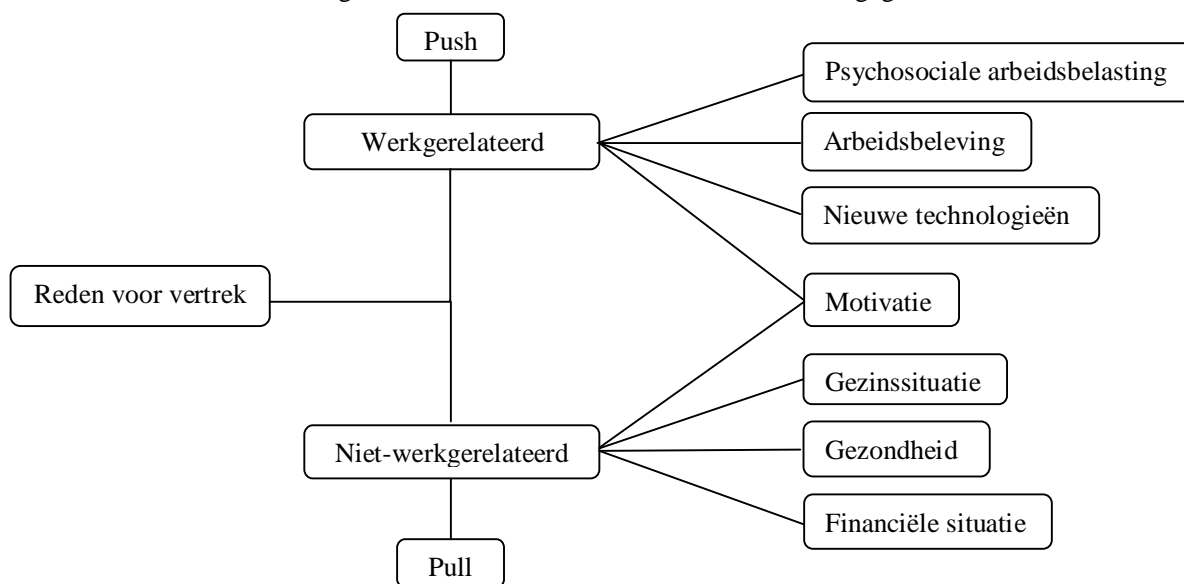 Push
Psychosociale arbeidsbelasting
Werkgerelateerd
Arbeidsbeleving
Nieuwe technologieën
Reden voor vertrek
Motivatie
Gezinssituatie
Niet-werkgerelateerd
Gezondheid
Financiële situatie
Pull